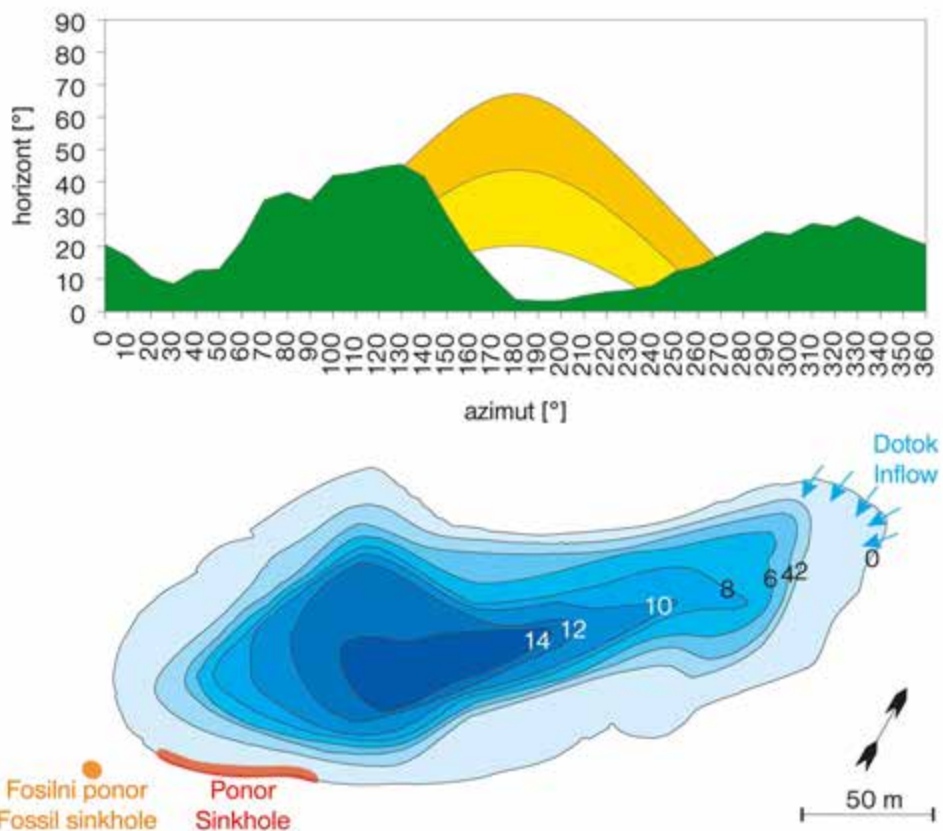 90
80
70
60
50
40
30
20
10
0
horizont [°]
0 10 20 30 40 50 60 70 80 90 100 110 120 130 140 150 160 170 180 190 200 210 220 230 240 250 260 270 280 290 300 310 320 330 340 350 360
azimut [°]
Dotok
Inflow
0
2
4
6
8
10
12
14
Fosilni ponor
Fossil sinkhole
Ponor
Sinkhole
50 m